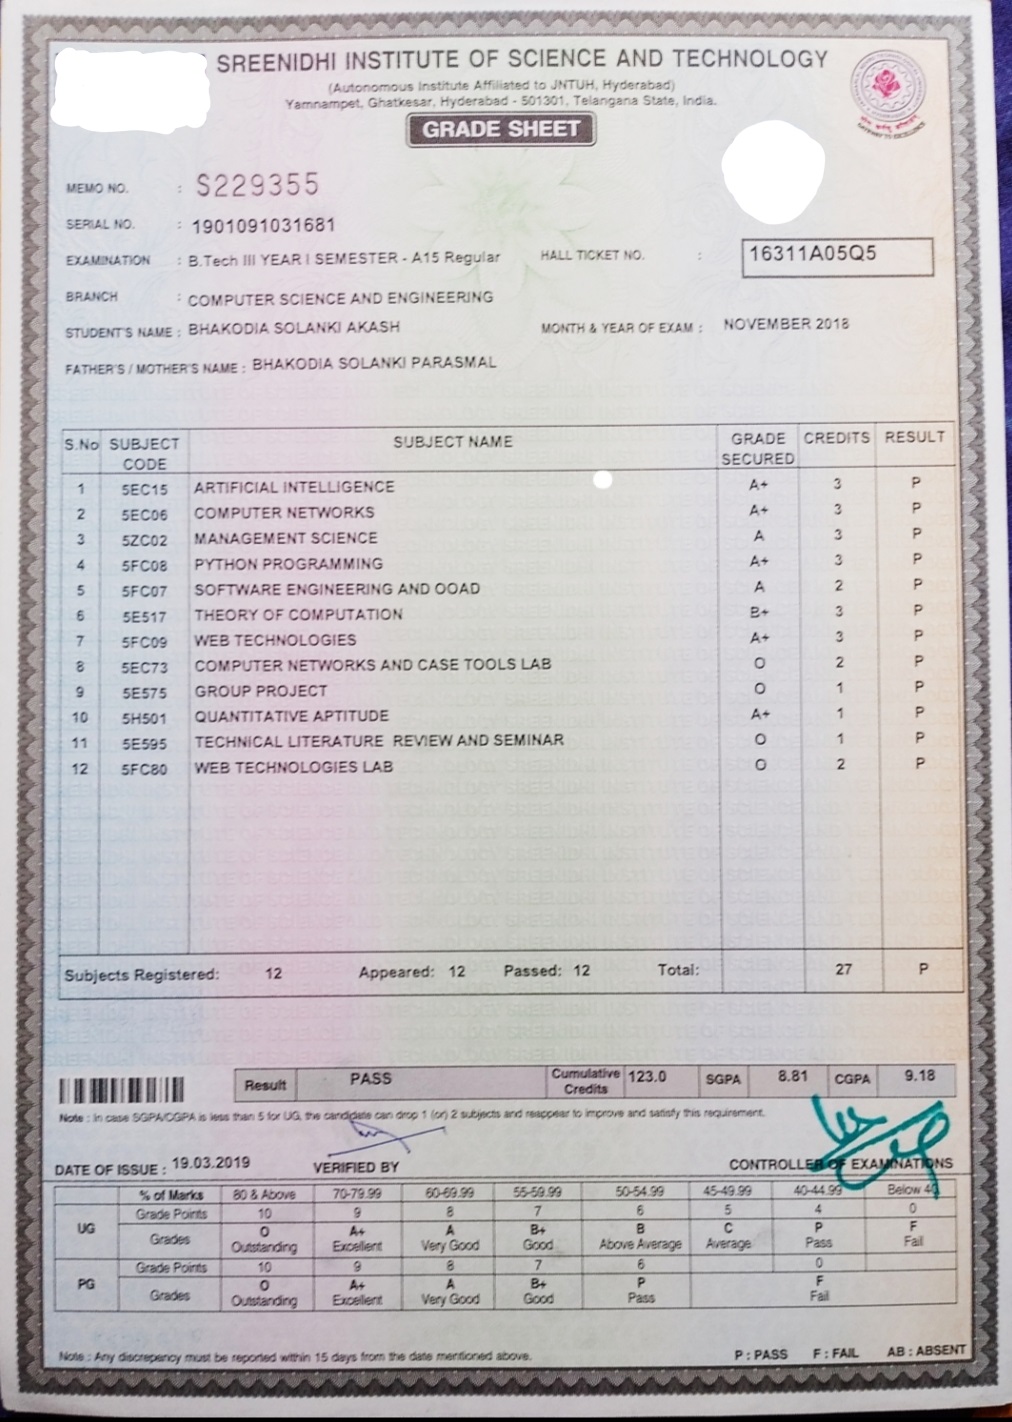 SREENIDHI INSTITUTE OF SCIENCE AND TECHNOLOGY
(Autonomous Institute Affiliated to JNTUH, Hyderabad)
Yamnampet, Ghatkesar, Hyderabad - 501301, Telangana State, India.
GRADE SHEET
MEMO NO. : S229355
SERIAL NO. : 1901091031681
EXAMINATION : B.Tech III YEAR I SEMESTER - A15 Regular HALL TICKET NO. : 16311A05Q5
BRANCH : COMPUTER SCIENCE AND ENGINEERING
STUDENT'S NAME : BHAKODIA SOLANKI AKASH MONTH & YEAR OF EXAM : NOVEMBER 2018
FATHER'S / MOTHER'S NAME : BHAKODIA SOLANKI PARASMAL
S.No SUBJECT CODE SUBJECT NAME GRADE SECURED CREDITS RESULT
1 5EC15 ARTIFICIAL INTELLIGENCE A+ 3 P
2 5EC06 COMPUTER NETWORKS A+ 3 P
3 5ZC02 MANAGEMENT SCIENCE A 3 P
4 5FC08 PYTHON PROGRAMMING A+ 3 P
5 5FC07 SOFTWARE ENGINEERING AND OOAD A 2 P
6 5E517 THEORY OF COMPUTATION B+ 3 P
7 5FC09 WEB TECHNOLOGIES A+ 3 P
8 5EC73 COMPUTER NETWORKS AND CASE TOOLS LAB O 2 P
9 5E575 GROUP PROJECT O 1 P
10 5H501 QUANTITATIVE APTITUDE A+ 1 P
11 5E595 TECHNICAL LITERATURE REVIEW AND SEMINAR O 1 P
12 5FC80 WEB TECHNOLOGIES LAB O 2 P
Subjects Registered: 12 Appeared: 12 Passed: 12 Total: 27 P
Result PASS Cumulative Credits 123.0 SGPA 8.81 CGPA 9.18
Note : In case SGPA/CGPA is less than 5 for UG, the candidate can drop 1 (or) 2 subjects and reappear to improve and satisfy this requirement.
DATE OF ISSUE : 19.03.2019 VERIFIED BY CONTROLLER OF EXAMINATIONS
% of Marks 80 & Above 70-79.99 60-69.99 55-59.99 50-54.99 45-49.99 40-44.99 Below 40
UG Grade Points 10 9 8 7 6 5 4 0
Grades O A+ A B+ B C P F
Outstanding Excellent Very Good Good Above Average Average Pass Fail
PG Grade Points 10 9 8 7 6 0
Grades O A+ A B+ P F
Outstanding Excellent Very Good Good Pass Fail
Note : Any discrepency must be reported within 15 days from the date mentioned above.
P : PASS F : FAIL AB : ABSENT